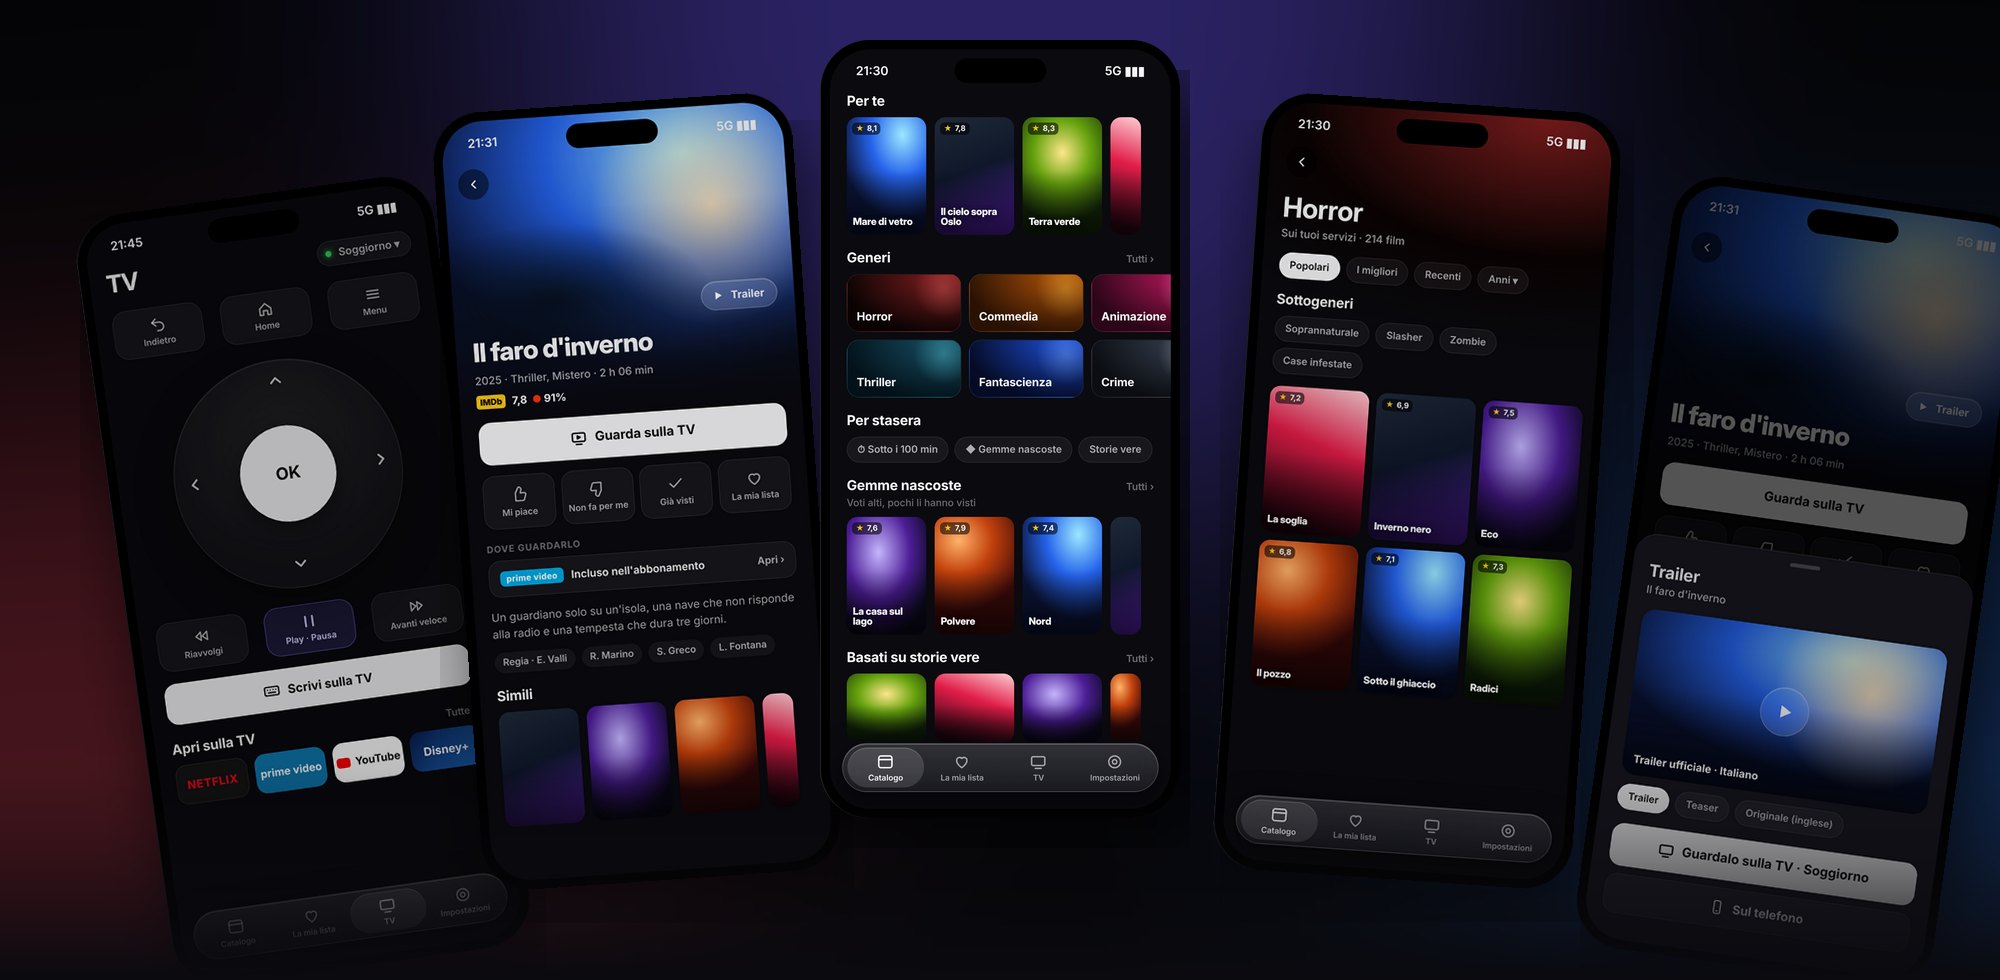 21:45
5G
TV
Soggiorno ▾
Indietro
Home
Menu
OK
Riavvolgi
Play · Pausa
Avanti veloce
Scrivi sulla TV
Apri sulla TV
Tutte
NETFLIX
prime video
YouTube
Disney+
Catalogo
La mia lista
TV
Impostazioni
21:31
5G
Trailer
Il faro d'inverno
2025 · Thriller, Mistero · 2 h 06 min
IMDb 7,8 91%
Guarda sulla TV
Mi piace
Non fa per me
Già visti
La mia lista
DOVE GUARDARLO
prime video Incluso nell'abbonamento Apri ›
Un guardiano solo su un'isola, una nave che non risponde
alla radio e una tempesta che dura tre giorni.
Regia · E. Valli
R. Marino
S. Greco
L. Fontana
Simili
21:30
5G
Per te
★ 8,1
★ 7,8
★ 8,3
Mare di vetro
Il cielo sopra
Oslo
Terra verde
Generi
Tutti ›
Horror
Commedia
Animazione
Thriller
Fantascienza
Crime
Per stasera
Sotto i 100 min
Gemme nascoste
Storie vere
Gemme nascoste
Tutti ›
Voti alti, pochi li hanno visti
★ 7,6
★ 7,9
★ 7,4
La casa sul
lago
Polvere
Nord
Basati su storie vere
Tutti ›
Catalogo
La mia lista
TV
Impostazioni
21:30
5G
Horror
Sui tuoi servizi · 214 film
Popolari
I migliori
Recenti
Anni ▾
Sottogeneri
Soprannaturale
Slasher
Zombie
Case infestate
★ 7,2
★ 6,9
★ 7,5
La soglia
Inverno nero
Eco
★ 6,8
★ 7,1
★ 7,3
Il pozzo
Sotto il ghiaccio
Radici
Catalogo
La mia lista
TV
Impostazioni
21:31
5G
Trailer
Il faro d'inverno
2025 · Thriller, Mistero · 2 h 06 min
Guarda sulla TV
Trailer
Il faro d'inverno
Trailer ufficiale · Italiano
Trailer
Teaser
Originale (inglese)
Guardalo sulla TV · Soggiorno
Sul telefono